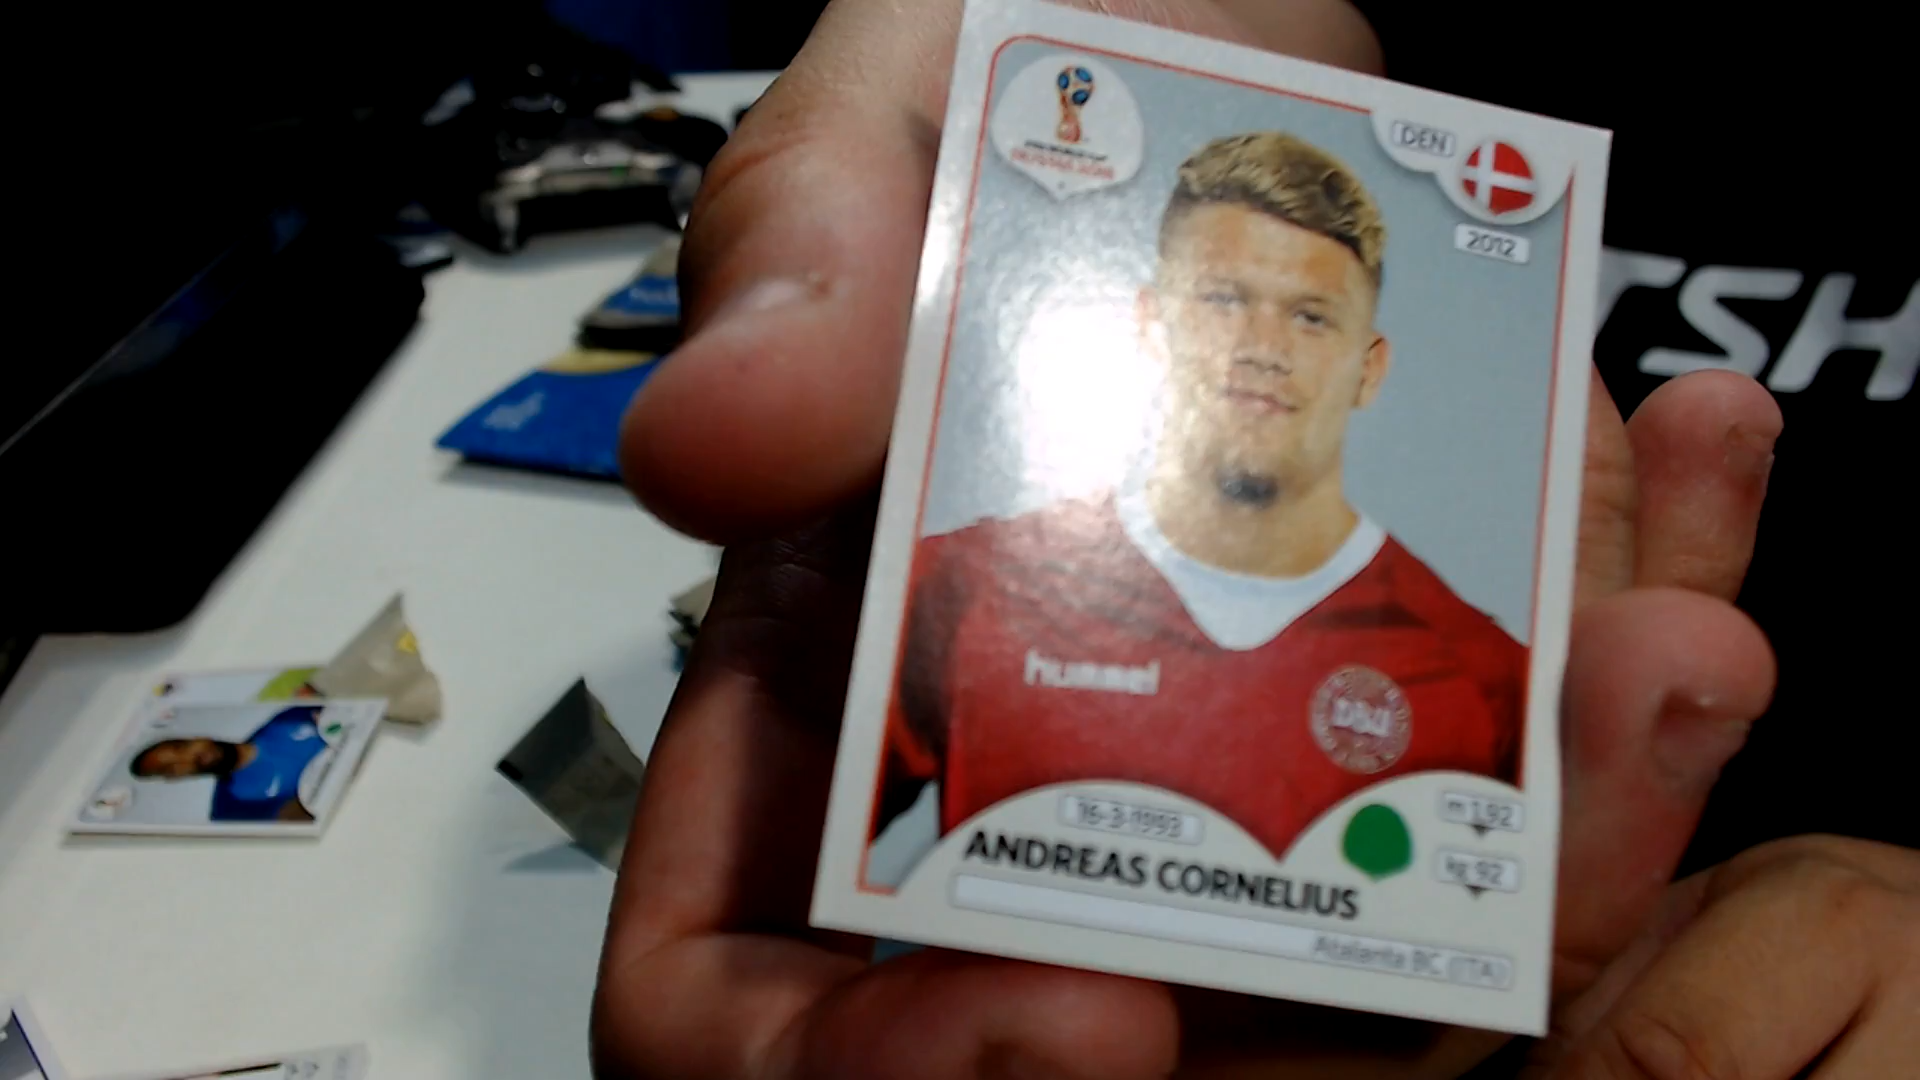 DEN
2012
TSH
hummel
DBU
16-3-1993
m 1,92
ANDREAS CORNELIUS
kg 92
Atalanta BC (ITA)